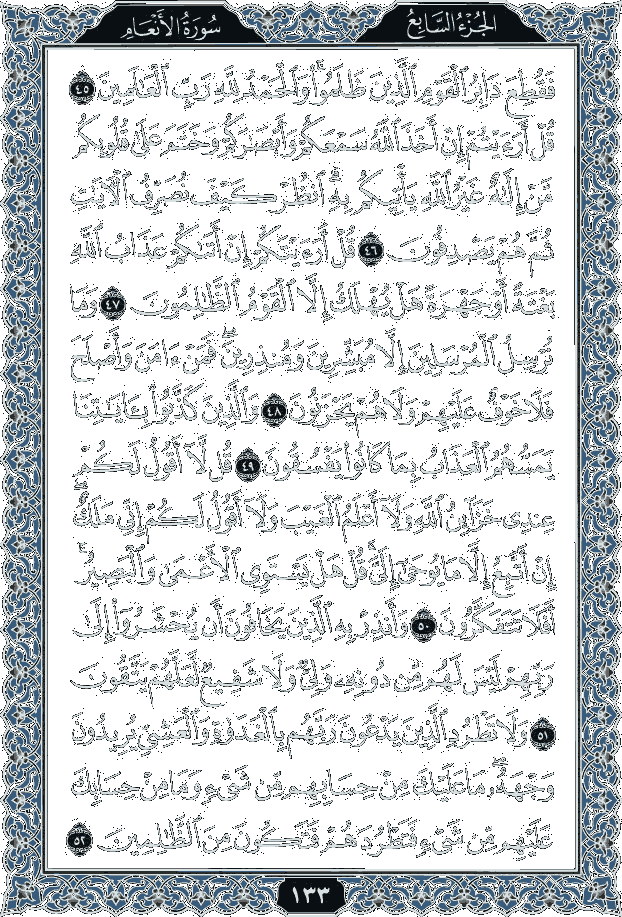 الجُزْءُ السَّابِعُ
سُورَةُ الأَنْعَامِ
فَقُطِعَ دَابِرُ ٱلْقَوْمِ ٱلَّذِينَ ظَلَمُوا۟ وَٱلْحَمْدُ لِلَّهِ رَبِّ ٱلْعَـٰلَمِينَ ٤٥
قُلْ أَرَءَيْتُمْ إِنْ أَخَذَ ٱللَّهُ سَمْعَكُمْ وَأَبْصَـٰرَكُمْ وَخَتَمَ عَلَىٰ قُلُوبِكُم
مَّنْ إِلَـٰهٌ غَيْرُ ٱللَّهِ يَأْتِيكُم بِهِ ۗ ٱنظُرْ كَيْفَ نُصَرِّفُ ٱلْـَٔايَـٰتِ
ثُمَّ هُمْ يَصْدِفُونَ ٤٦ قُلْ أَرَءَيْتَكُمْ إِنْ أَتَىٰكُمْ عَذَابُ ٱللَّهِ
بَغْتَةً أَوْ جَهْرَةً هَلْ يُهْلَكُ إِلَّا ٱلْقَوْمُ ٱلظَّـٰلِمُونَ ٤٧ وَمَا
نُرْسِلُ ٱلْمُرْسَلِينَ إِلَّا مُبَشِّرِينَ وَمُنذِرِينَ ۖ فَمَنْ ءَامَنَ وَأَصْلَحَ
فَلَا خَوْفٌ عَلَيْهِمْ وَلَا هُمْ يَحْزَنُونَ ٤٨ وَٱلَّذِينَ كَذَّبُوا۟ بِـَٔايَـٰتِنَا
يَمَسُّهُمُ ٱلْعَذَابُ بِمَا كَانُوا۟ يَفْسُقُونَ ٤٩ قُل لَّآ أَقُولُ لَكُمْ
عِندِى خَزَآئِنُ ٱللَّهِ وَلَآ أَعْلَمُ ٱلْغَيْبَ وَلَآ أَقُولُ لَكُمْ إِنِّى مَلَكٌ ۖ
إِنْ أَتَّبِعُ إِلَّا مَا يُوحَىٰٓ إِلَىَّ ۚ قُلْ هَلْ يَسْتَوِى ٱلْأَعْمَىٰ وَٱلْبَصِيرُ ۚ
أَفَلَا تَتَفَكَّرُونَ ٥٠ وَأَنذِرْ بِهِ ٱلَّذِينَ يَخَافُونَ أَن يُحْشَرُوٓا۟ إِلَىٰ
رَبِّهِمْ ۙ لَيْسَ لَهُم مِّن دُونِهِۦ وَلِىٌّ وَلَا شَفِيعٌ لَّعَلَّهُمْ يَتَّقُونَ
٥١ وَلَا تَطْرُدِ ٱلَّذِينَ يَدْعُونَ رَبَّهُم بِٱلْغَدَوٰةِ وَٱلْعَشِىِّ يُرِيدُونَ
وَجْهَهُۥ ۖ مَا عَلَيْكَ مِنْ حِسَابِهِم مِّن شَىْءٍ وَمَا مِنْ حِسَابِكَ
عَلَيْهِم مِّن شَىْءٍ فَتَطْرُدَهُمْ فَتَكُونَ مِنَ ٱلظَّـٰلِمِينَ ٥٢
١٣٣